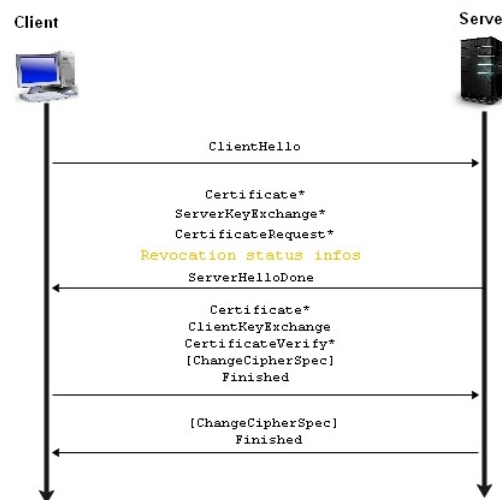 Client
Serve
ClientHello
Certificate*
ServerKeyExchange*
CertificateRequest*
Revocation status infos
ServerHelloDone
Certificate*
ClientKeyExchange
CertificateVerify*
[ChangeCipherSpec]
Finished
[ChangeCipherSpec]
Finished